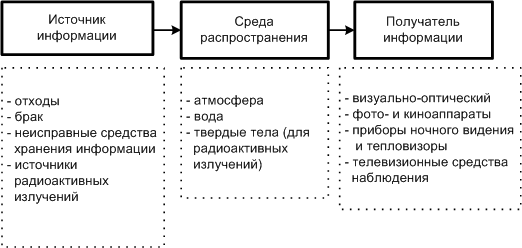 Источник
информации
Среда
распространения
Получатель
информации
- отходы
- брак
- неисправные средства
хранения информации
- источники
радиоактивных
излучений
- атмосфера
- вода
- твердые тела (для
радиоактивных
излучений)
- визуально-оптический
- фото- и киноаппараты
- приборы ночного видения
и тепловизоры
- телевизионные средства
наблюдения